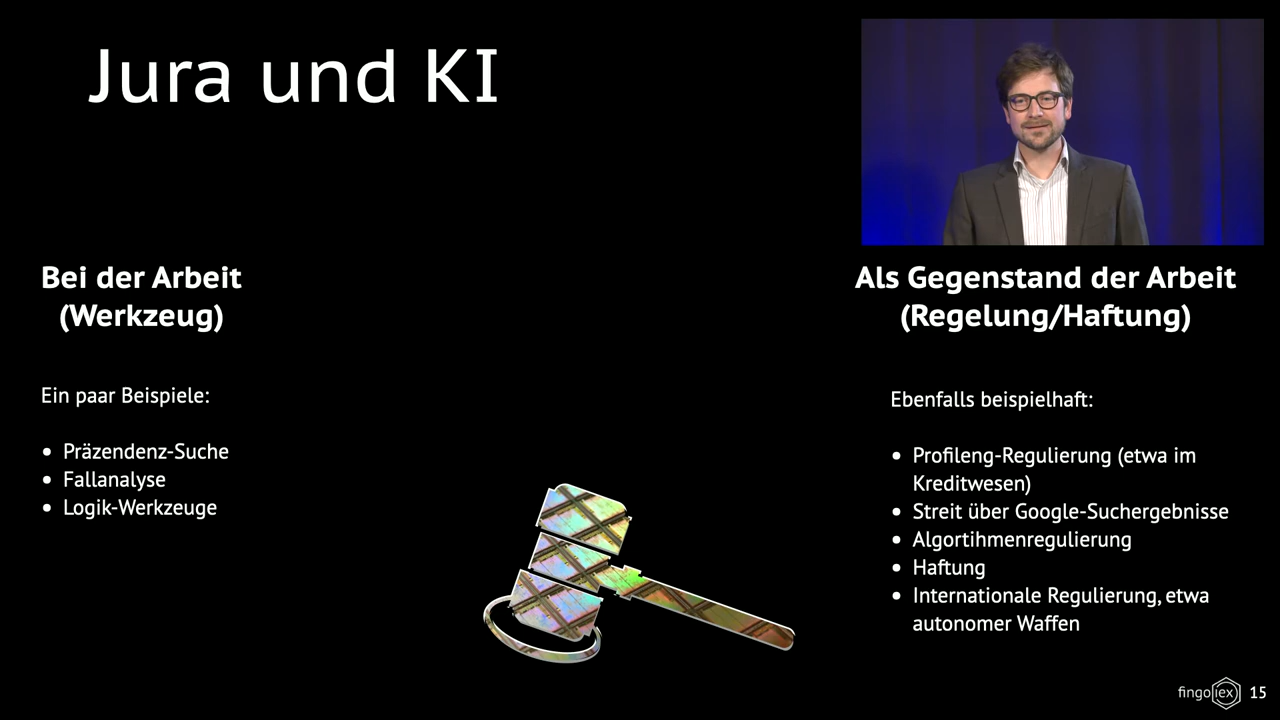 Jura und KI
Bei der Arbeit
(Werkzeug)
Ein paar Beispiele:
• Präzendenz-Suche
• Fallanalyse
• Logik-Werkzeuge
Als Gegenstand der Arbeit
(Regelung/Haftung)
Ebenfalls beispielhaft:
• Profileng-Regulierung (etwa im
Kreditwesen)
• Streit über Google-Suchergebnisse
• Algortihmenregulierung
• Haftung
• Internationale Regulierung, etwa
autonomer Waffen
fingolex 15